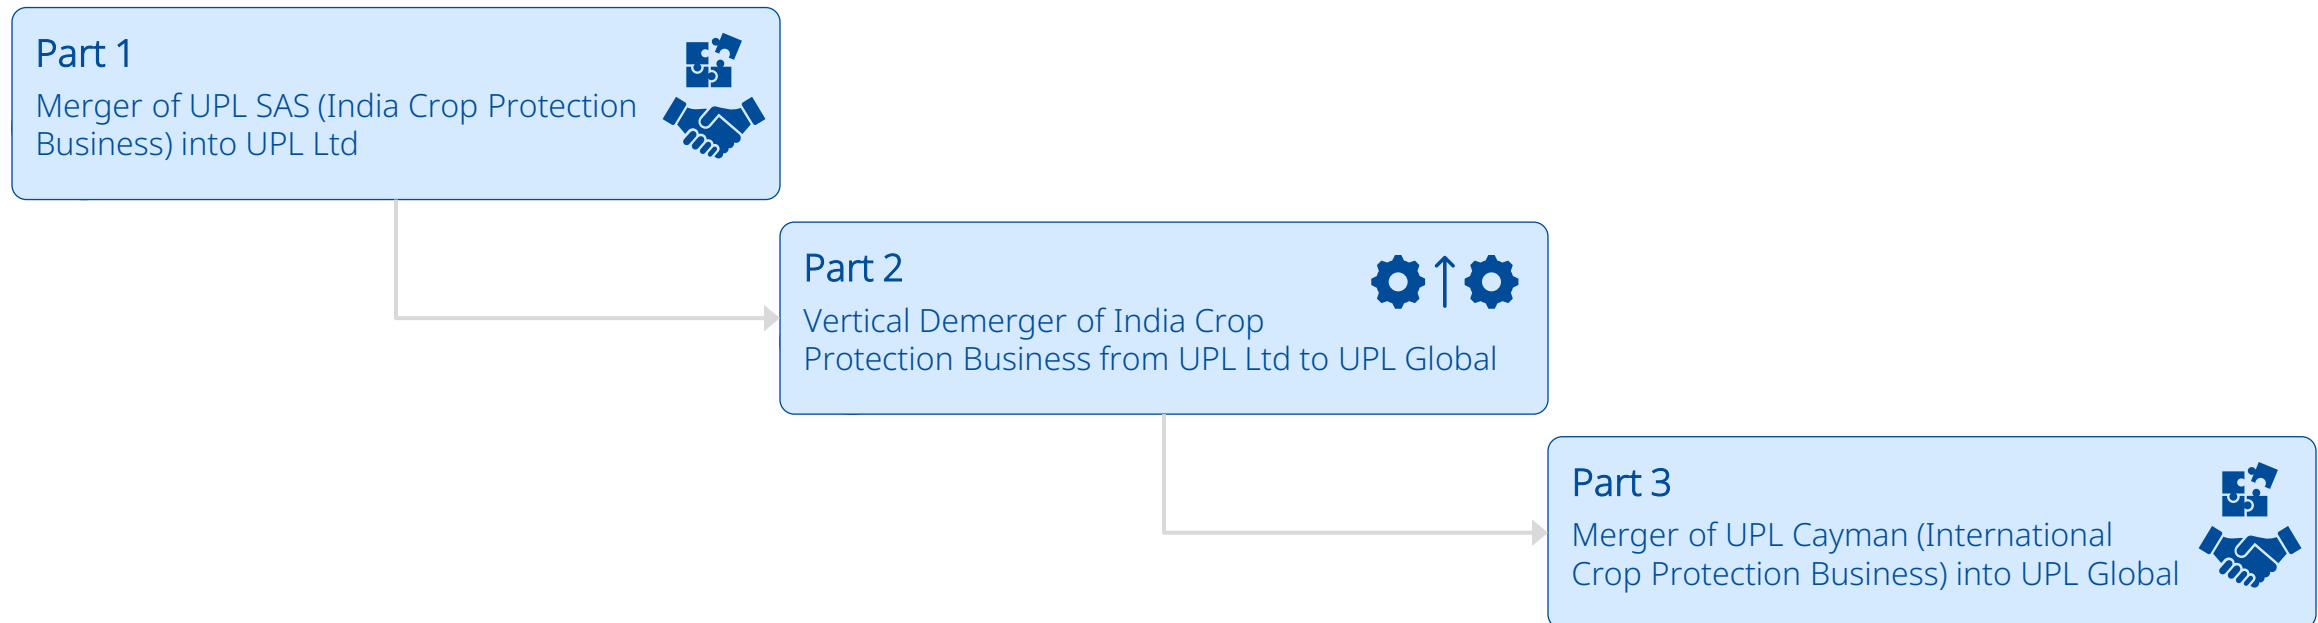 Part 1
Merger of UPL SAS (India Crop Protection
Business) into UPL Ltd
Part 2
Vertical Demerger of India Crop
Protection Business from UPL Ltd to UPL Global
Part 3
Merger of UPL Cayman (International
Crop Protection Business) into UPL Global